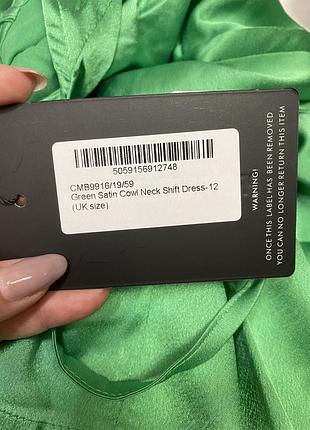 5059156912748
CMB9916/19/59
Green Satin Cowl Neck Shift Dress-12
(UK size)
WARNING!
ONCE THIS LABEL HAS BEEN REMOVED
YOU CAN NO LONGER RETURN THIS ITEM